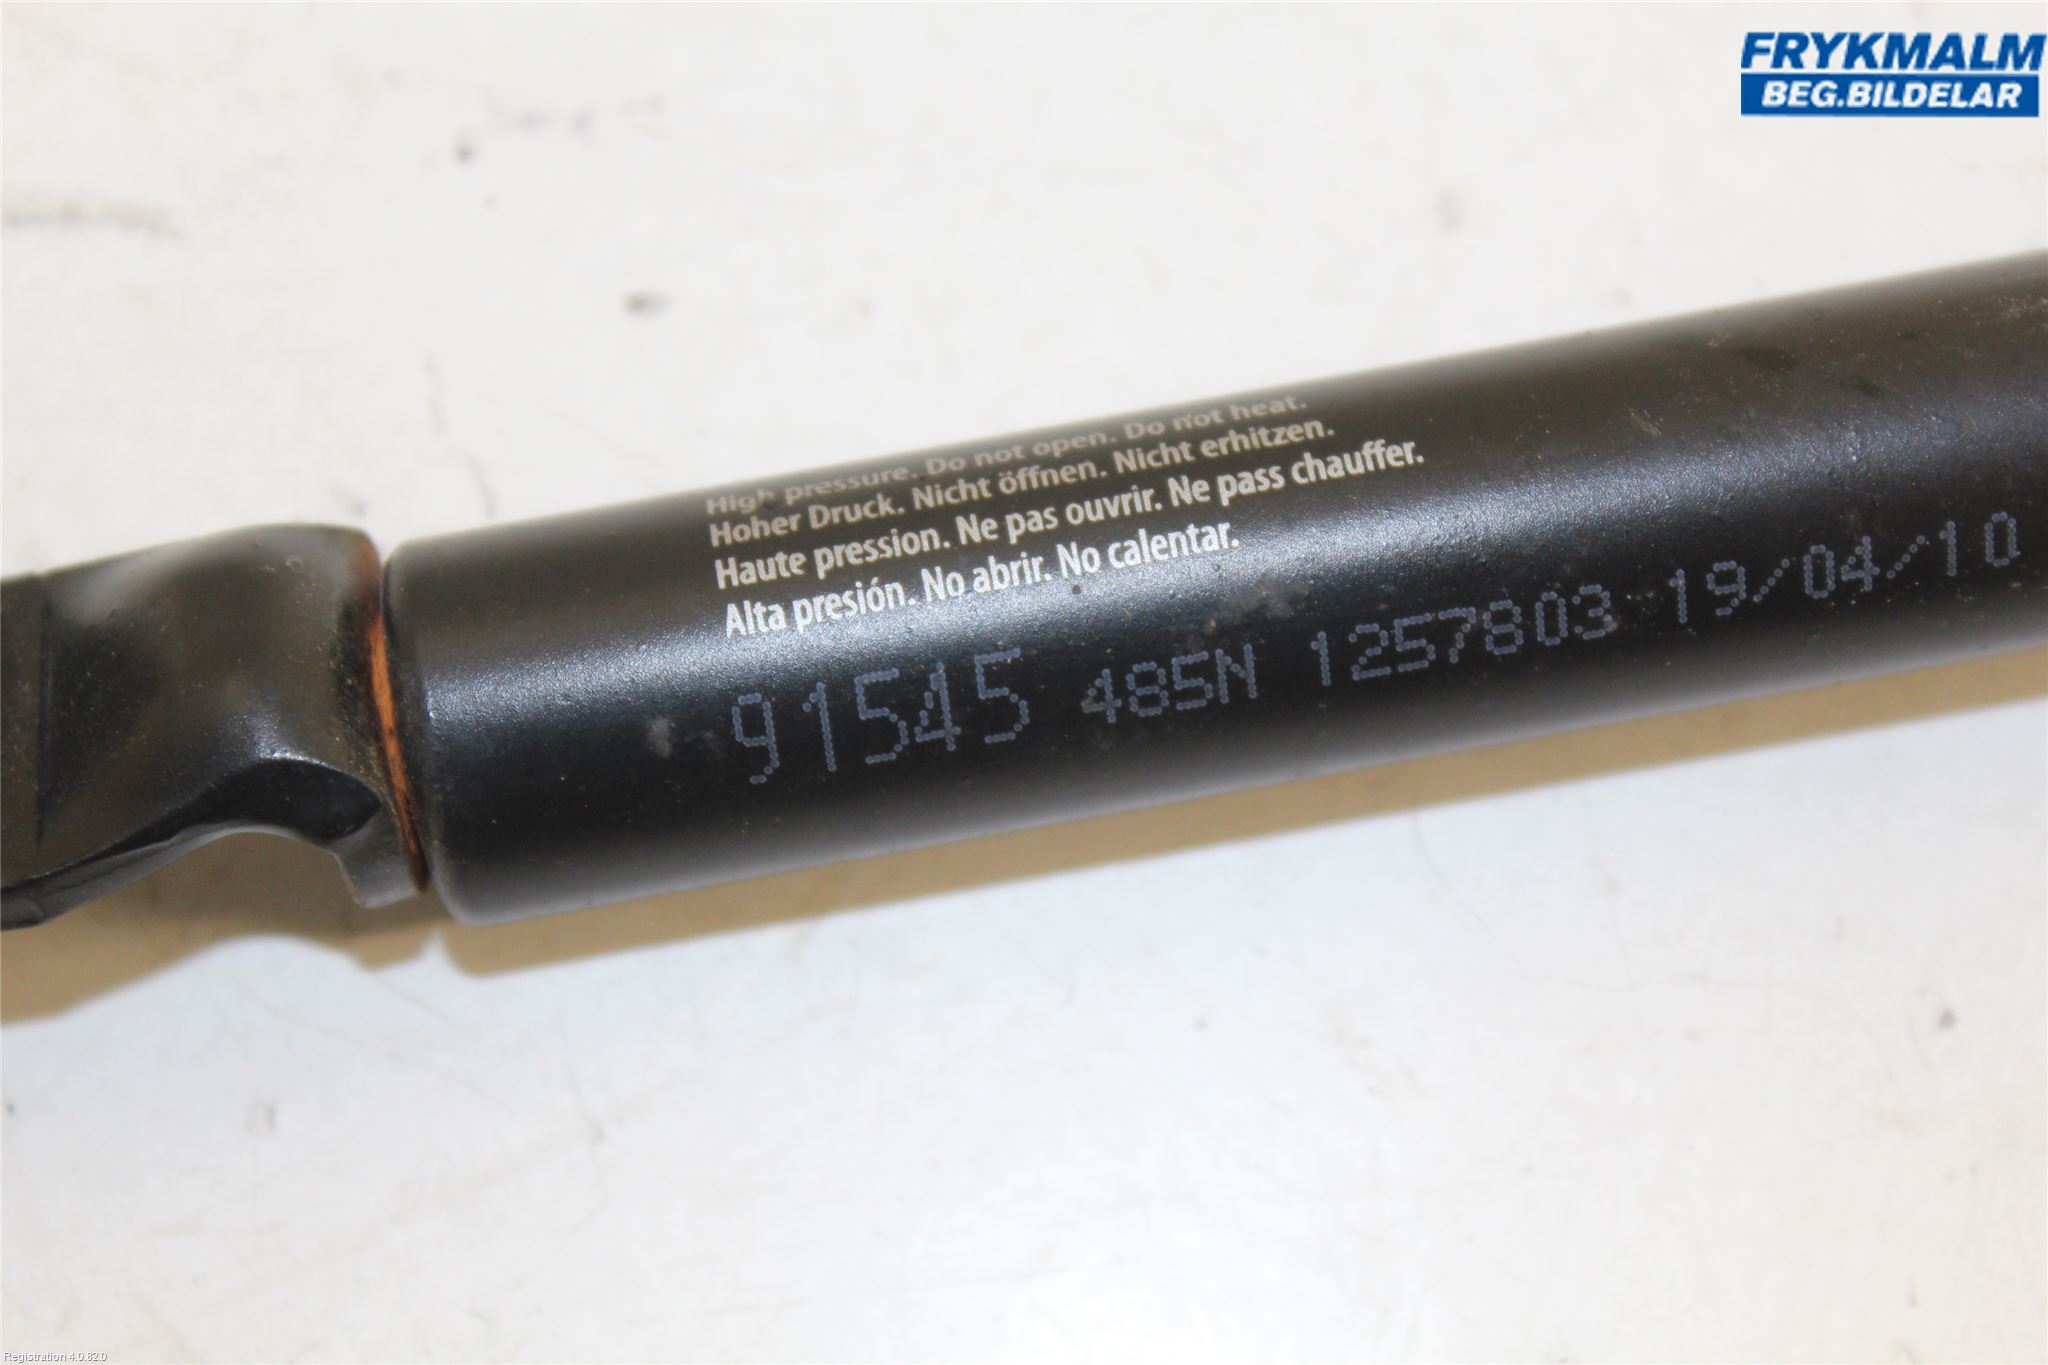 FRYKMALM
BEG.BILDELAR
High pressure. Do not open. Do not heat.
Hoher Druck. Nicht öffnen. Nicht erhitzen.
Haute pression. Ne pas ouvrir. Ne pass chauffer.
Alta presión. No abrir. No calentar.
91545 485N 1257803 19/04/10
Registration 4.0.82.0